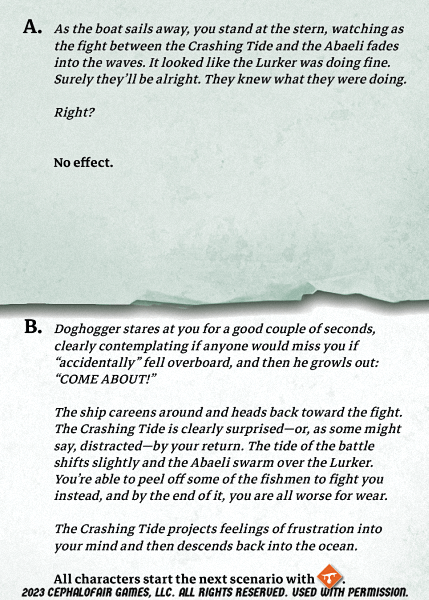 A. As the boat sails away, you stand at the stern, watching as
the fight between the Crashing Tide and the Abaeli fades
into the waves. It looked like the Lurker was doing fine.
Surely they’ll be alright. They knew what they were doing.
Right?
No effect.
B. Doghogger stares at you for a good couple of seconds,
clearly contemplating if anyone would miss you if
“accidentally” fell overboard, and then he growls out:
“COME ABOUT!”
The ship careens around and heads back toward the fight.
The Crashing Tide is clearly surprised—or, as some might
say, distracted—by your return. The tide of the battle
shifts slightly and the Abaeli swarm over the Lurker.
You’re able to peel off some of the fishmen to fight you
instead, and by the end of it, you are all worse for wear.
The Crashing Tide projects feelings of frustration into
your mind and then descends back into the ocean.
All characters start the next scenario with .
2023 CEPHALOFAIR GAMES, LLC. ALL RIGHTS RESERVED. USED WITH PERMISSION.